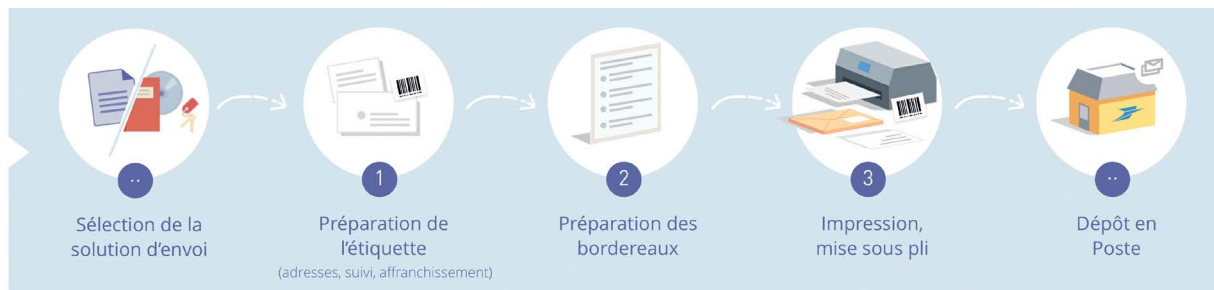 ··
Sélection de la
solution d'envoi
1
Préparation de
l'étiquette
(adresses, suivi, affranchissement)
2
Préparation des
bordereaux
3
Impression,
mise sous pli
··
Dépôt en
Poste